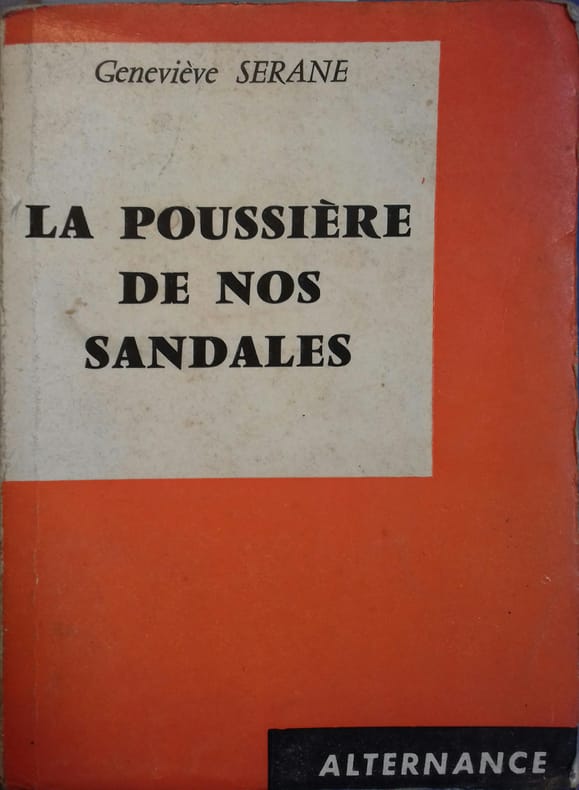 Geneviève SERANE
LA POUSSIÈRE
DE NOS
SANDALES
ALTERNANCE